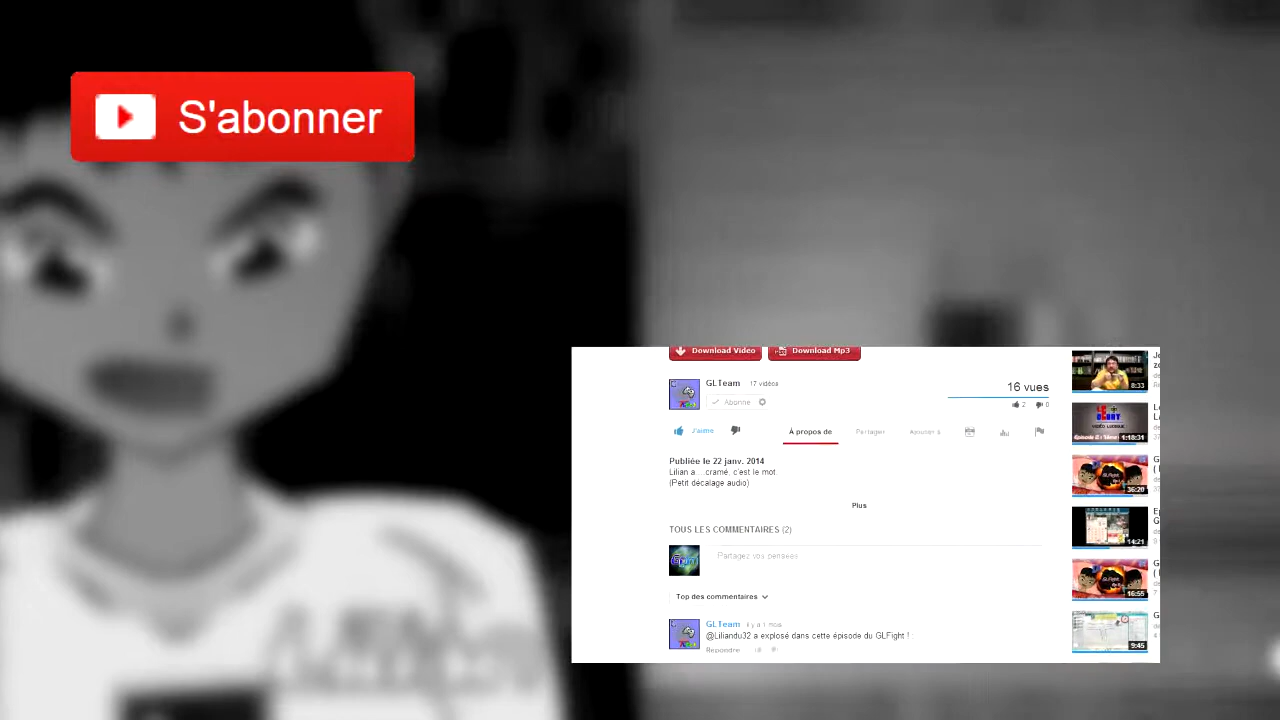 S'abonner
Download Video
Download Mp3
GLTeam 17 vidéos
Abonné
16 vues
2 0
J'aime
À propos de
Partager
Ajouter à
Publiée le 22 janv. 2014
Lilian a ...cramé, c'est le mot.
(Petit décalage audio)
Plus
TOUS LES COMMENTAIRES (2)
Partagez vos pensées
Top des commentaires
GLTeam il y a 1 mois
@Liliandu32 a explosé dans cette épisode du GLFight ! :
Répondre
8:33
1:18:31
36:20
14:21
16:55
9:45